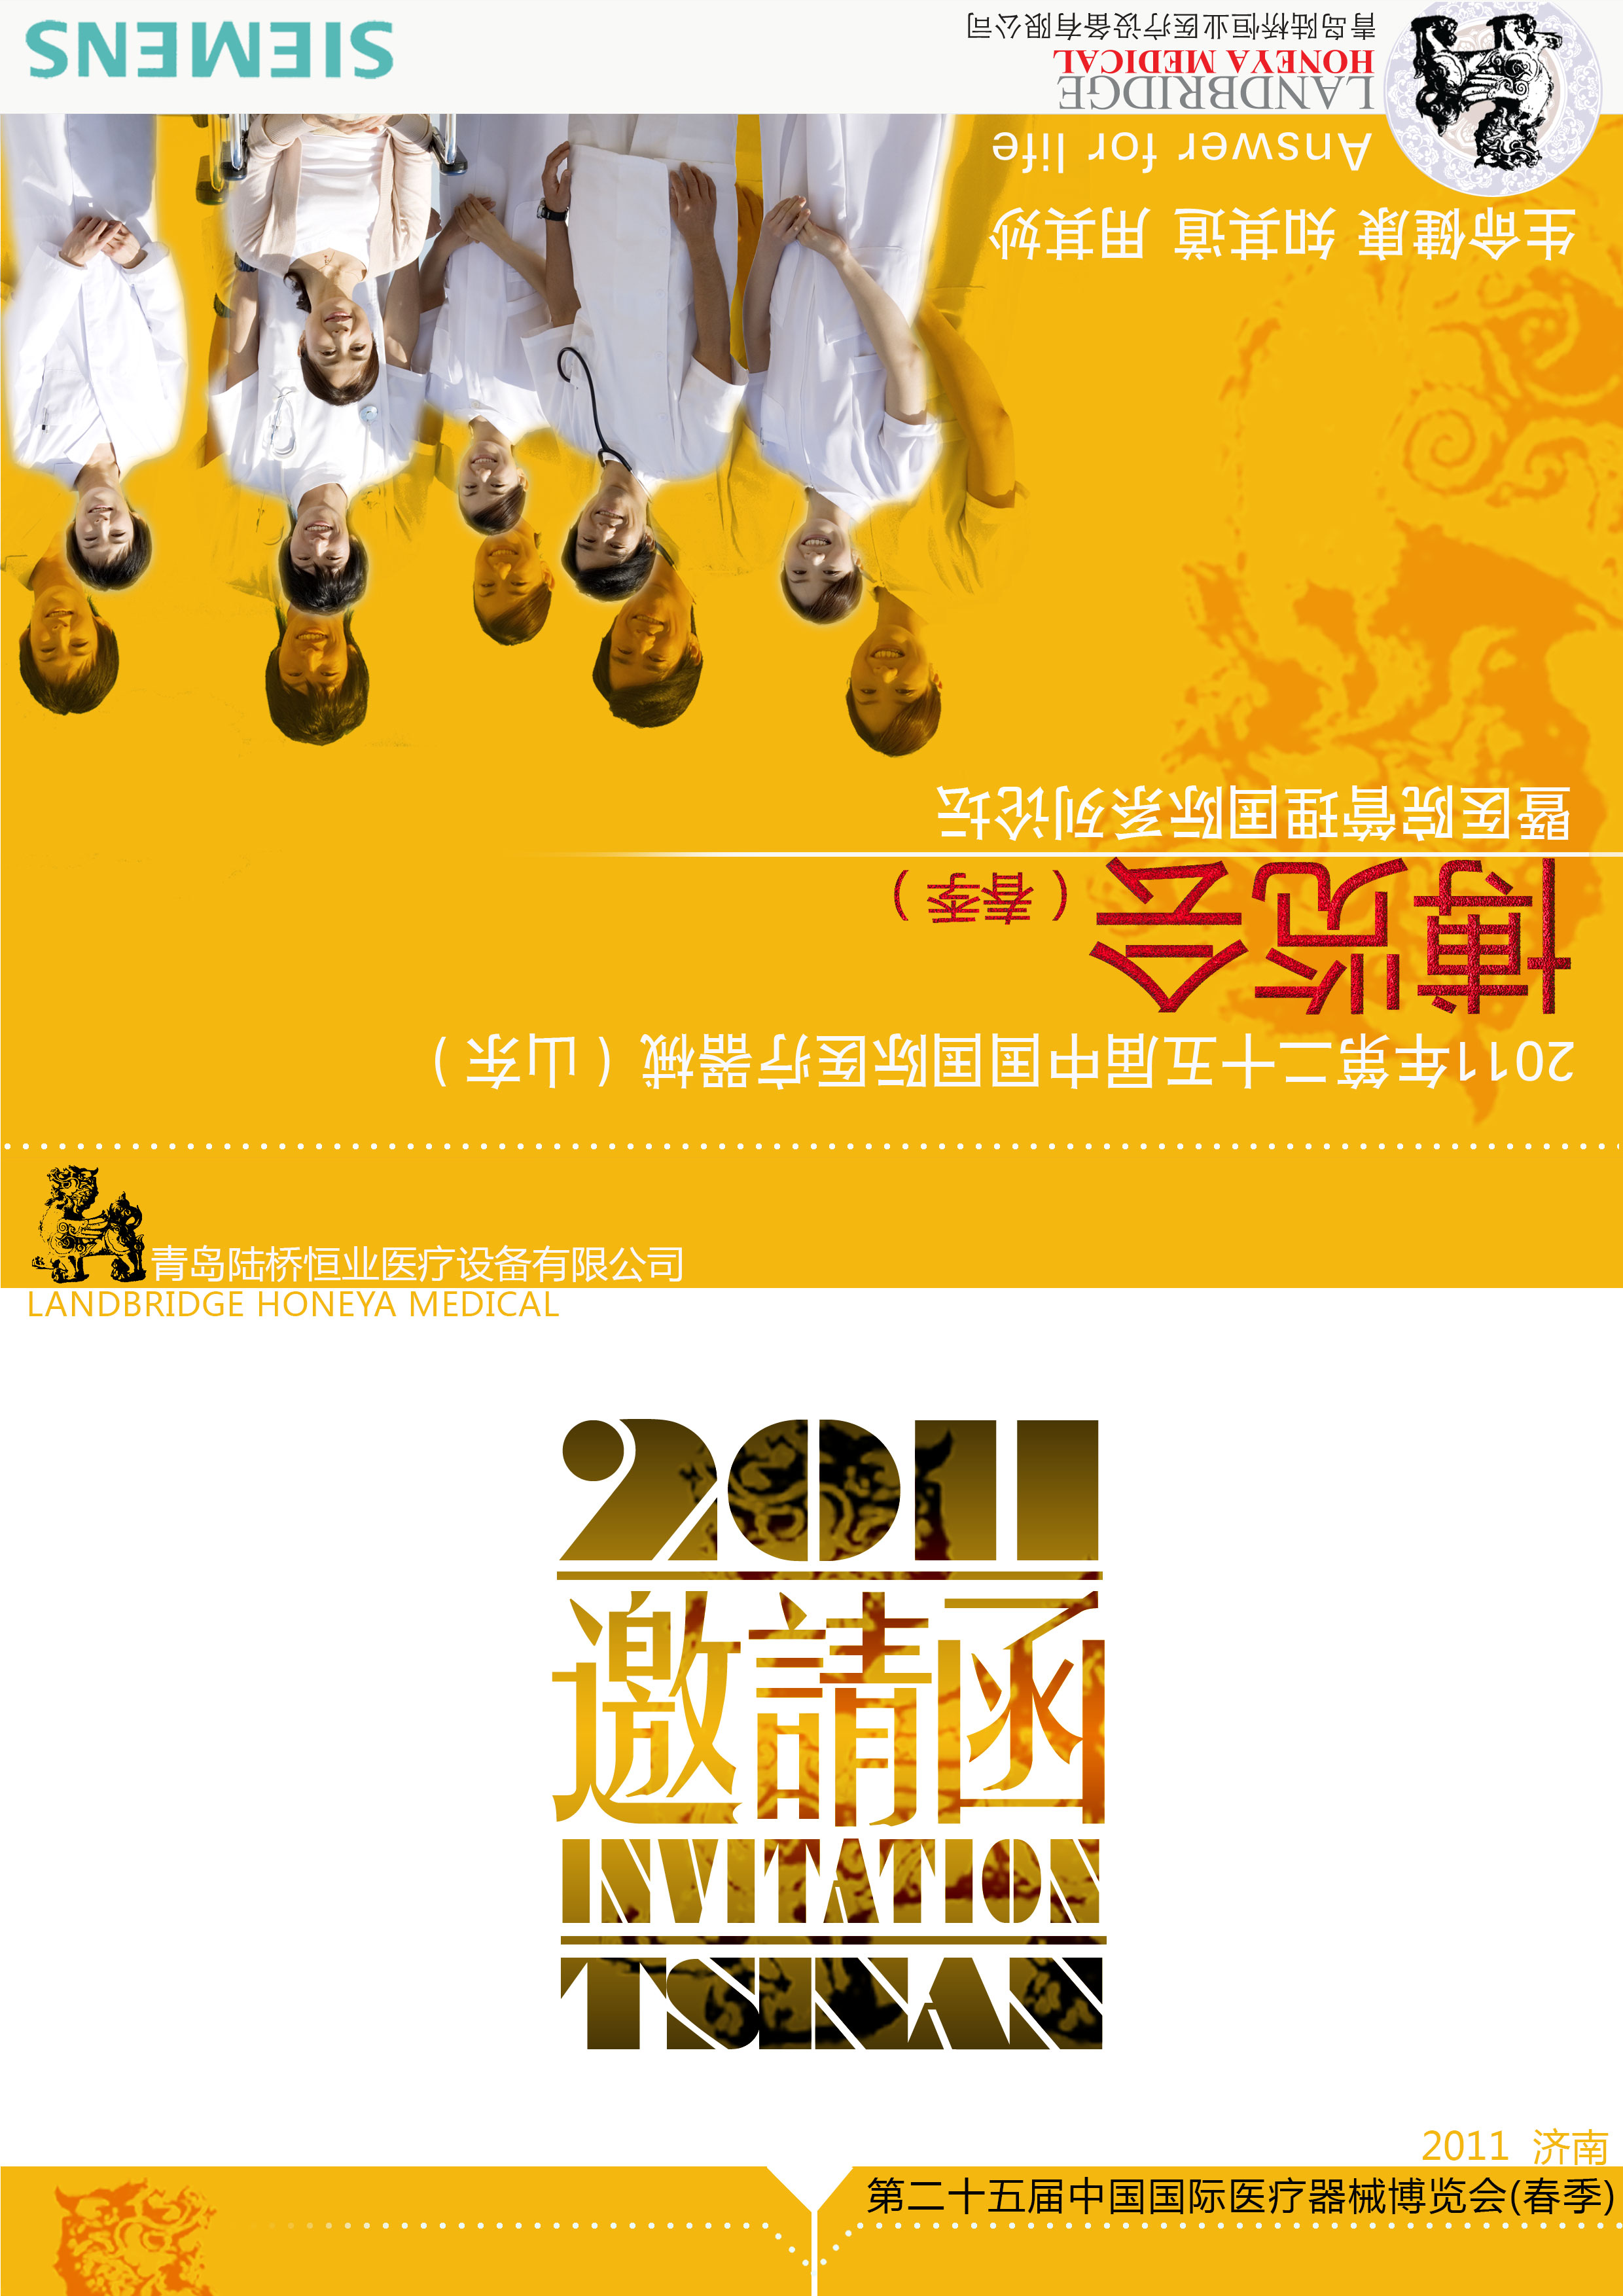 SIEMENS
青岛陆桥恒业医疗设备有限公司
HONEYA MEDICAL
LANDBRIDGE
Answer for life
生命健康 知其道 用其妙
暨医院管理国际系列论坛
博览会(春季)
2011年第二十五届中国国际医疗器械(山东)
青岛陆桥恒业医疗设备有限公司
LANDBRIDGE HONEYA MEDICAL
2011
邀請函
INVITATION
TSINAN
2011 济南
第二十五届中国国际医疗器械博览会(春季)